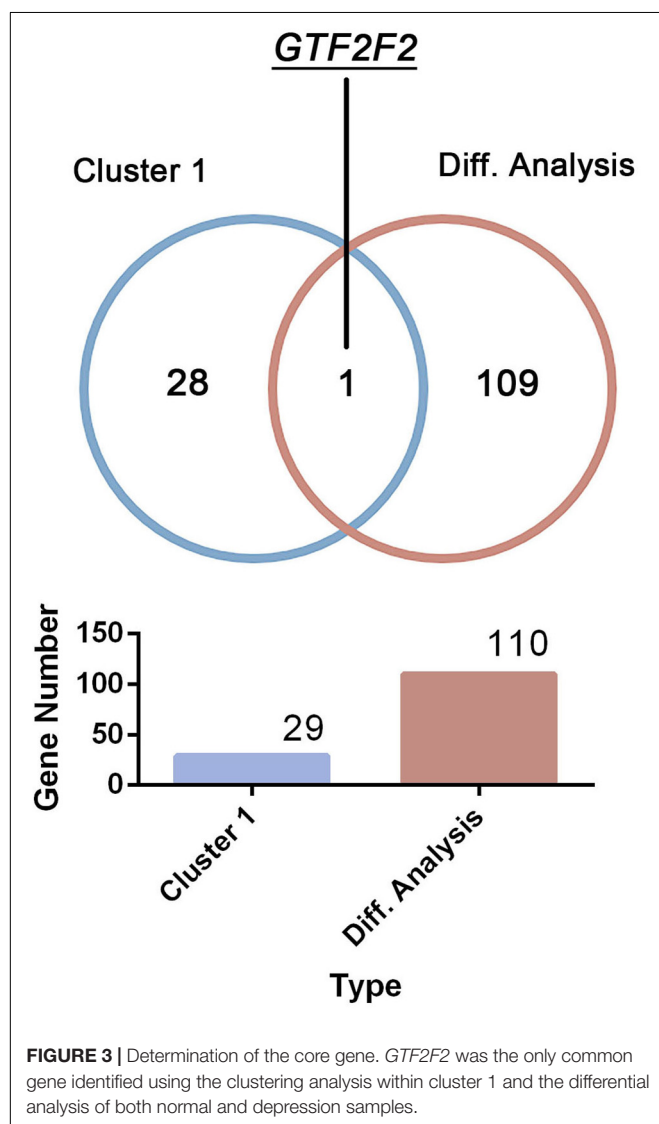 GTF2F2
Cluster 1
Diff. Analysis
28
1
109
Gene Number
150
100
50
0
29
110
Cluster 1
Diff. Analysis
Type
FIGURE 3 | Determination of the core gene. GTF2F2 was the only common
gene identified using the clustering analysis within cluster 1 and the differential
analysis of both normal and depression samples.